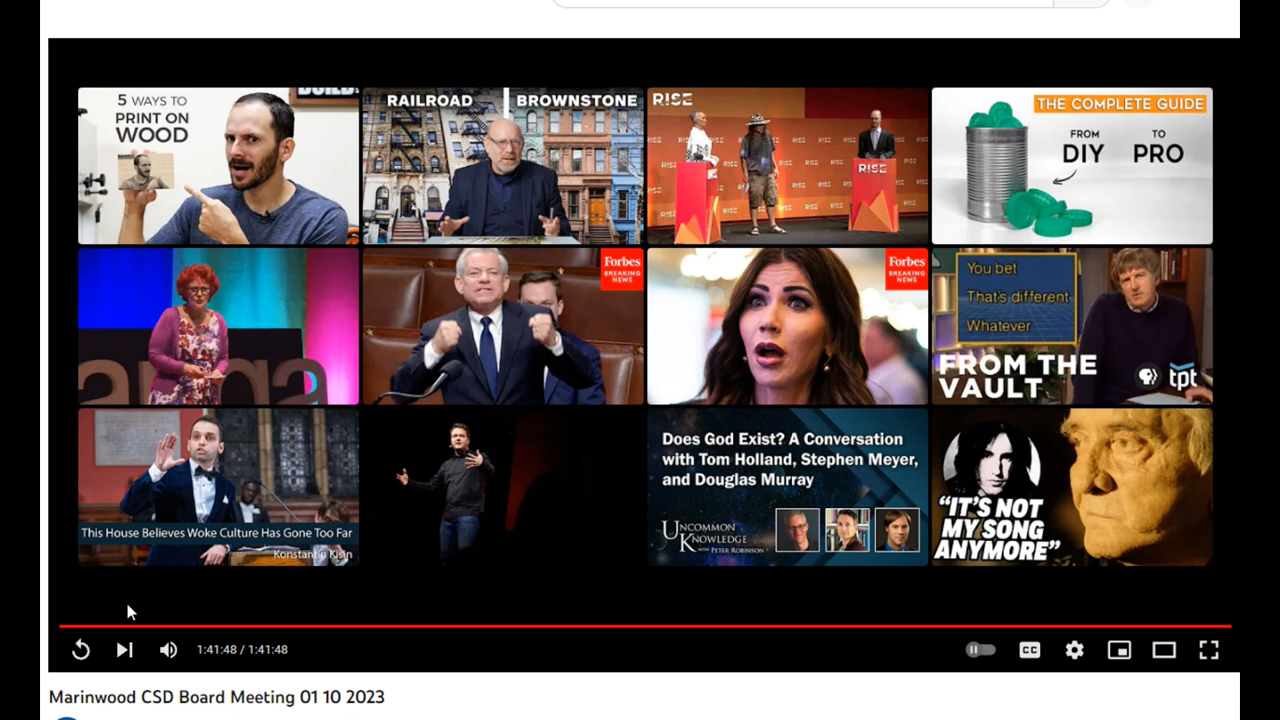 5 WAYS TO
PRINT ON
WOOD
BUILD
RAILROAD
BROWNSTONE
RISE
RISE
THE COMPLETE GUIDE
FROM
DIY
TO
PRO
Forbes
BREAKING
NEWS
Forbes
BREAKING
NEWS
You bet
That's different
Whatever
FROM THE
VAULT
tpt
This House Believes Woke Culture Has Gone Too Far
Konstantin Kisin
Does God Exist? A Conversation
with Tom Holland, Stephen Meyer,
and Douglas Murray
UNCOMMON
KNOWLEDGE
WITH PETER ROBINSON
"IT'S NOT
MY SONG
ANYMORE"
1:41:48 / 1:41:48
CC
Marinwood CSD Board Meeting 01 10 2023